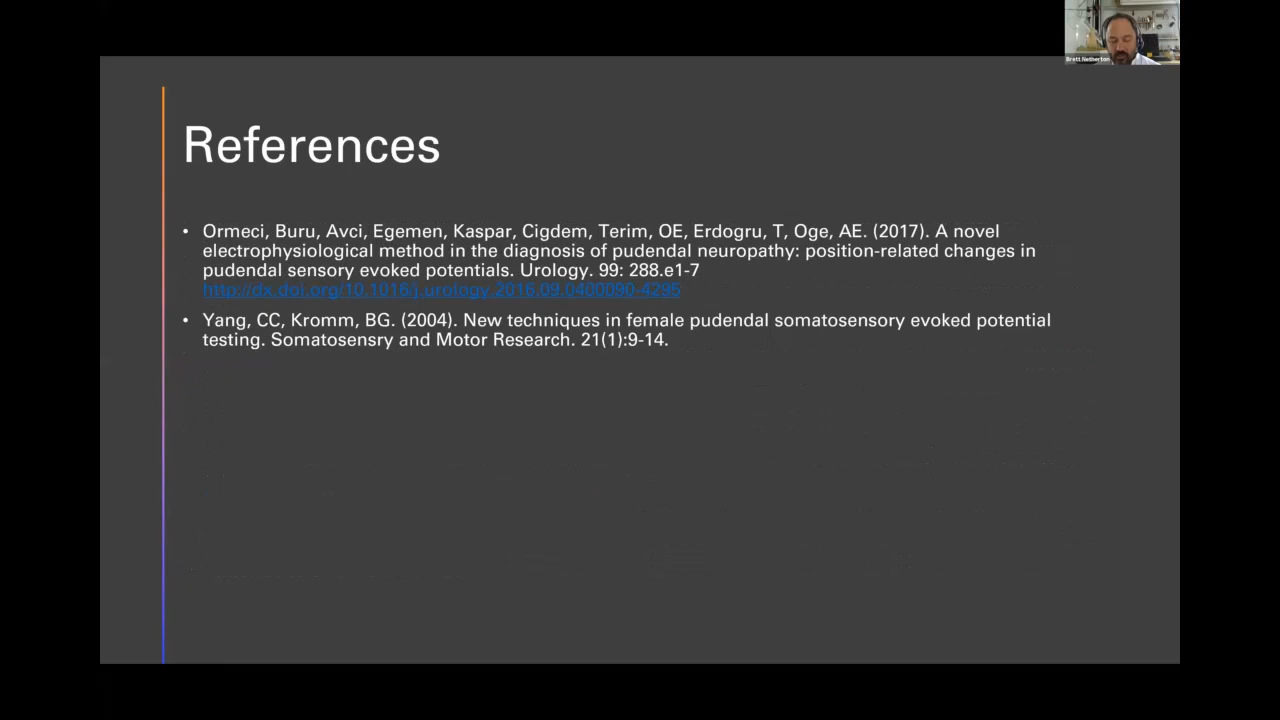 Brett Netherton
References
• Ormeci, Buru, Avci, Egemen, Kaspar, Cigdem, Terim, OE, Erdogru, T, Oge, AE. (2017). A novel
electrophysiological method in the diagnosis of pudendal neuropathy: position-related changes in
pudendal sensory evoked potentials. Urology. 99: 288.e1-7
http://dx.doi.org/10.1016/j.urology.2016.09.0400090-4295
• Yang, CC, Kromm, BG. (2004). New techniques in female pudendal somatosensory evoked potential
testing. Somatosensry and Motor Research. 21(1):9-14.